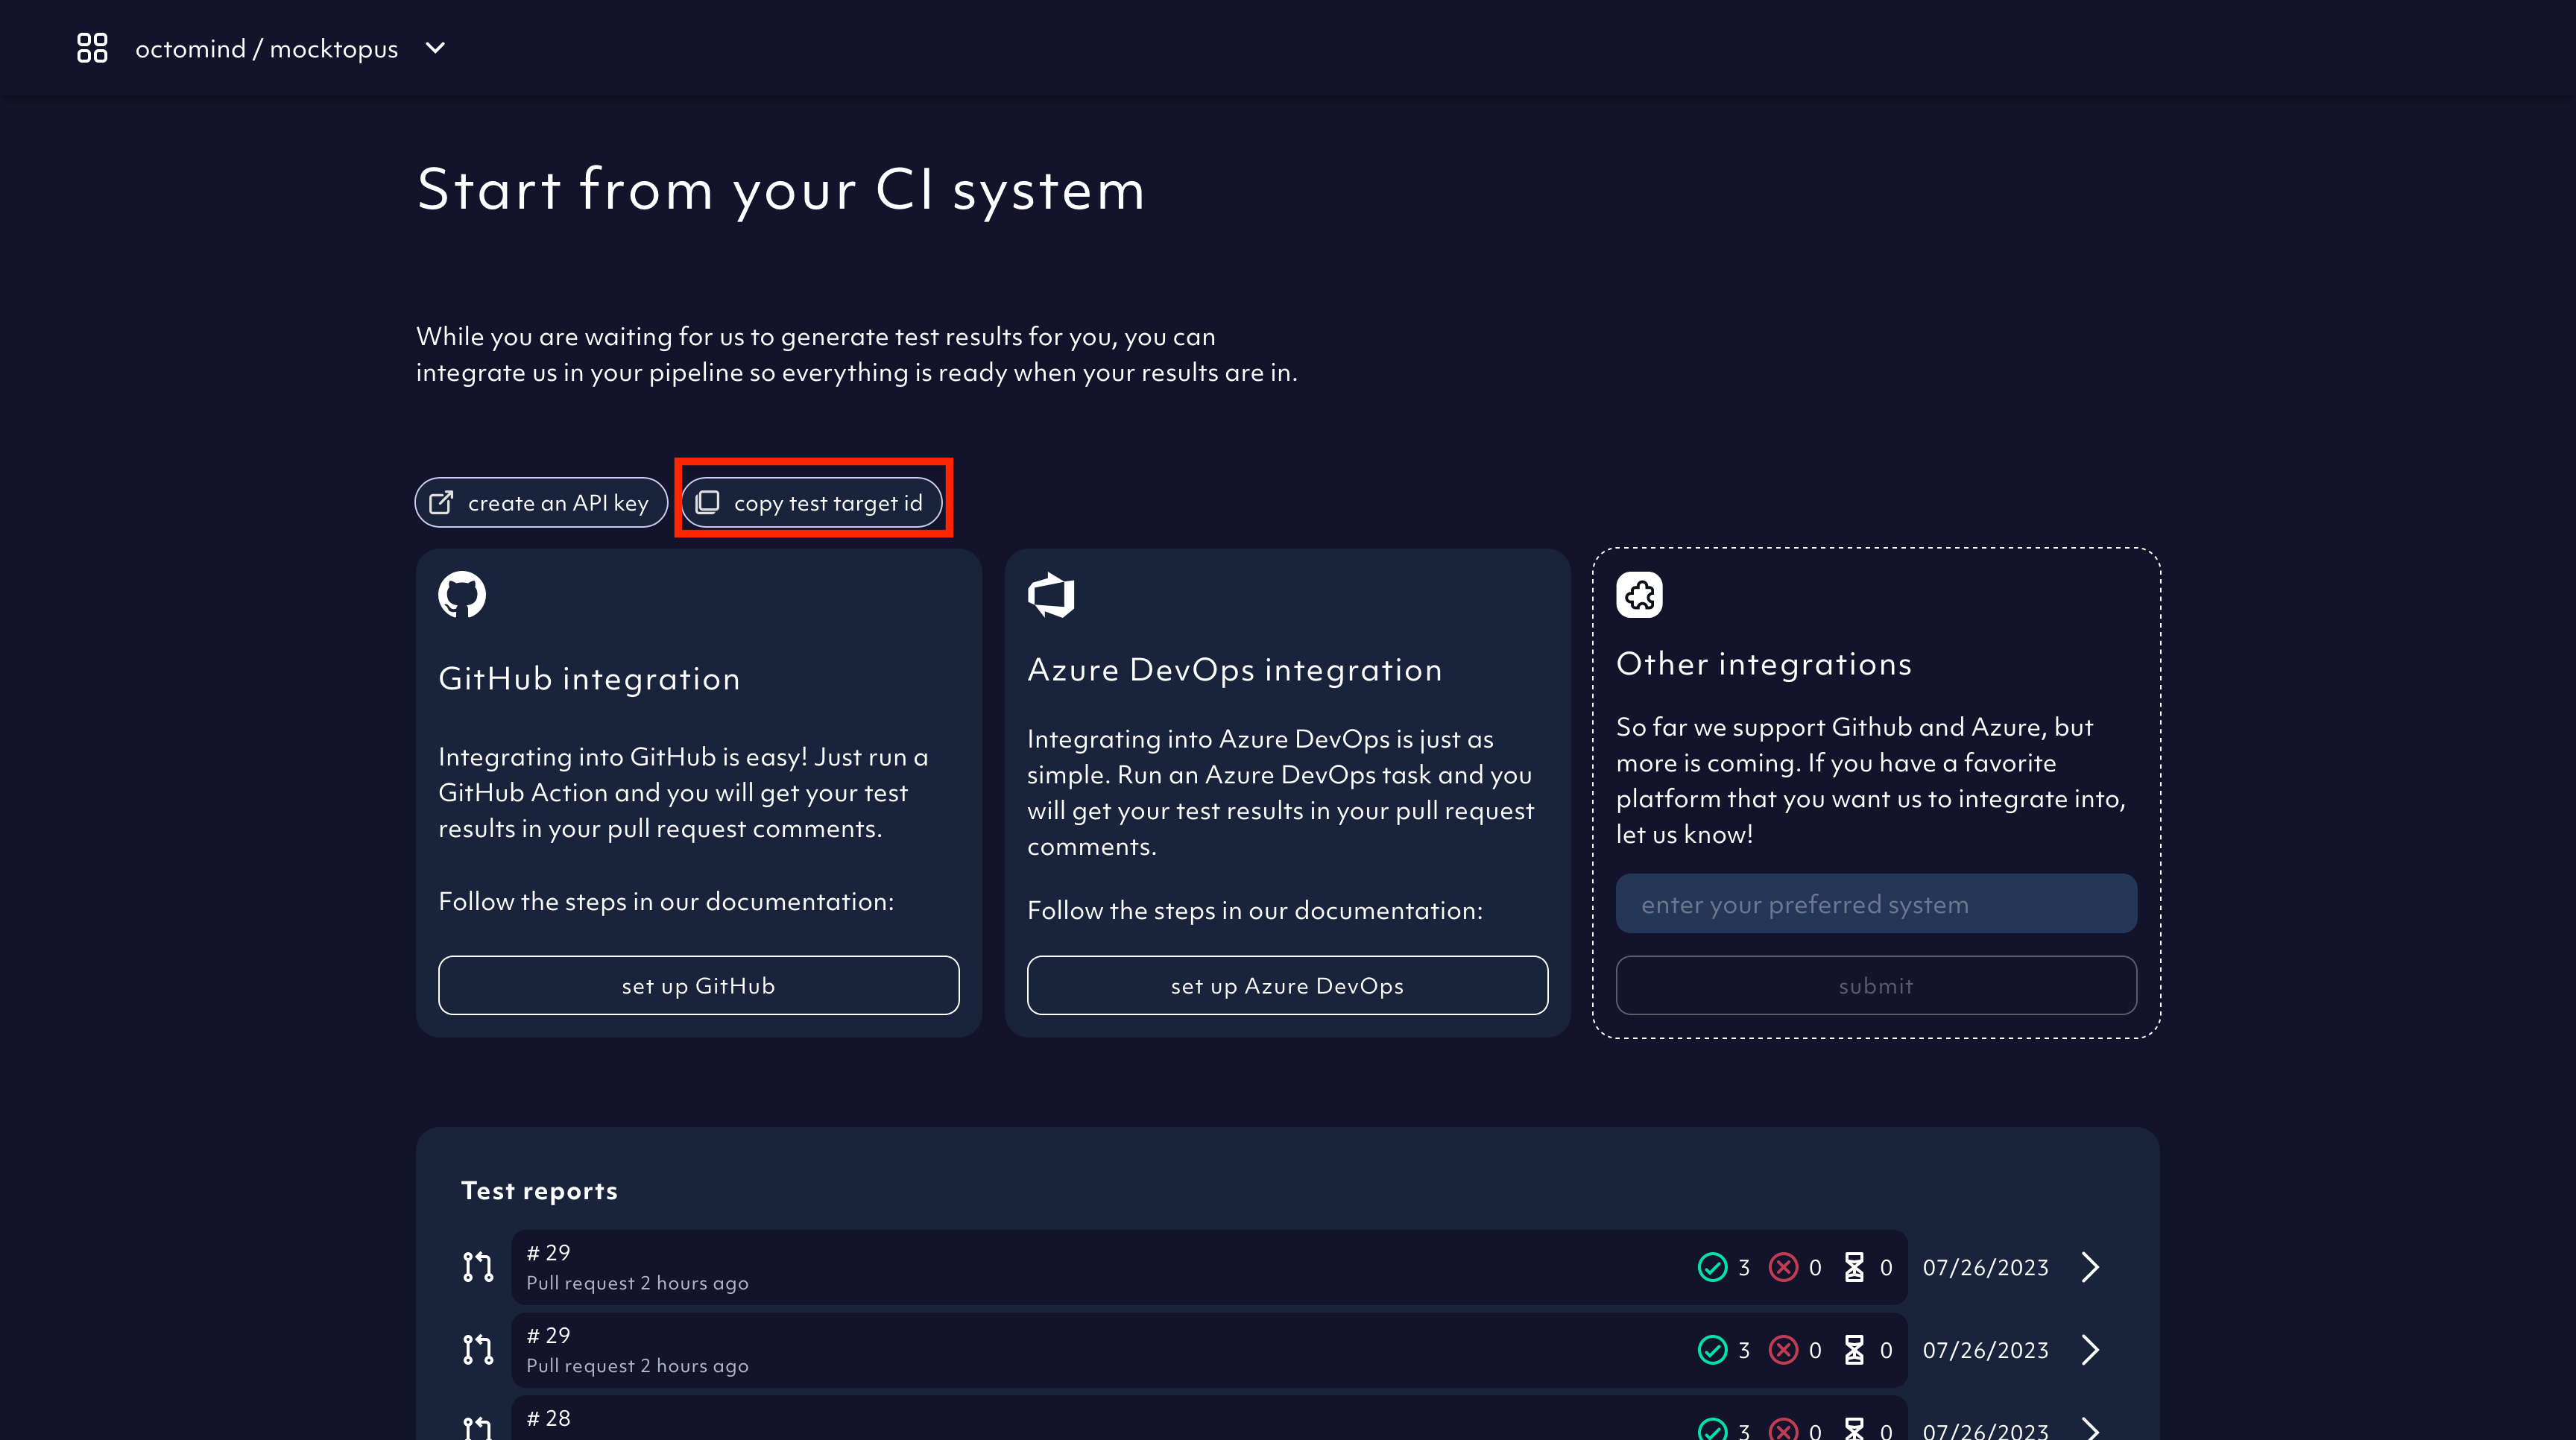 octomind / mocktopus
Start from your CI system
While you are waiting for us to generate test results for you, you can
integrate us in your pipeline so everything is ready when your results are in.
create an API key
copy test target id
GitHub integration
Integrating into GitHub is easy! Just run a
GitHub Action and you will get your test
results in your pull request comments.
Follow the steps in our documentation:
set up GitHub
Azure DevOps integration
Integrating into Azure DevOps is just as
simple. Run an Azure DevOps task and you
will get your test results in your pull request
comments.
Follow the steps in our documentation:
set up Azure DevOps
Other integrations
So far we support Github and Azure, but
more is coming. If you have a favorite
platform that you want us to integrate into,
let us know!
enter your preferred system
submit
Test reports
# 29
Pull request 2 hours ago
3 0 0 07/26/2023
# 29
Pull request 2 hours ago
3 0 0 07/26/2023
# 28
3 0 0 07/26/2023